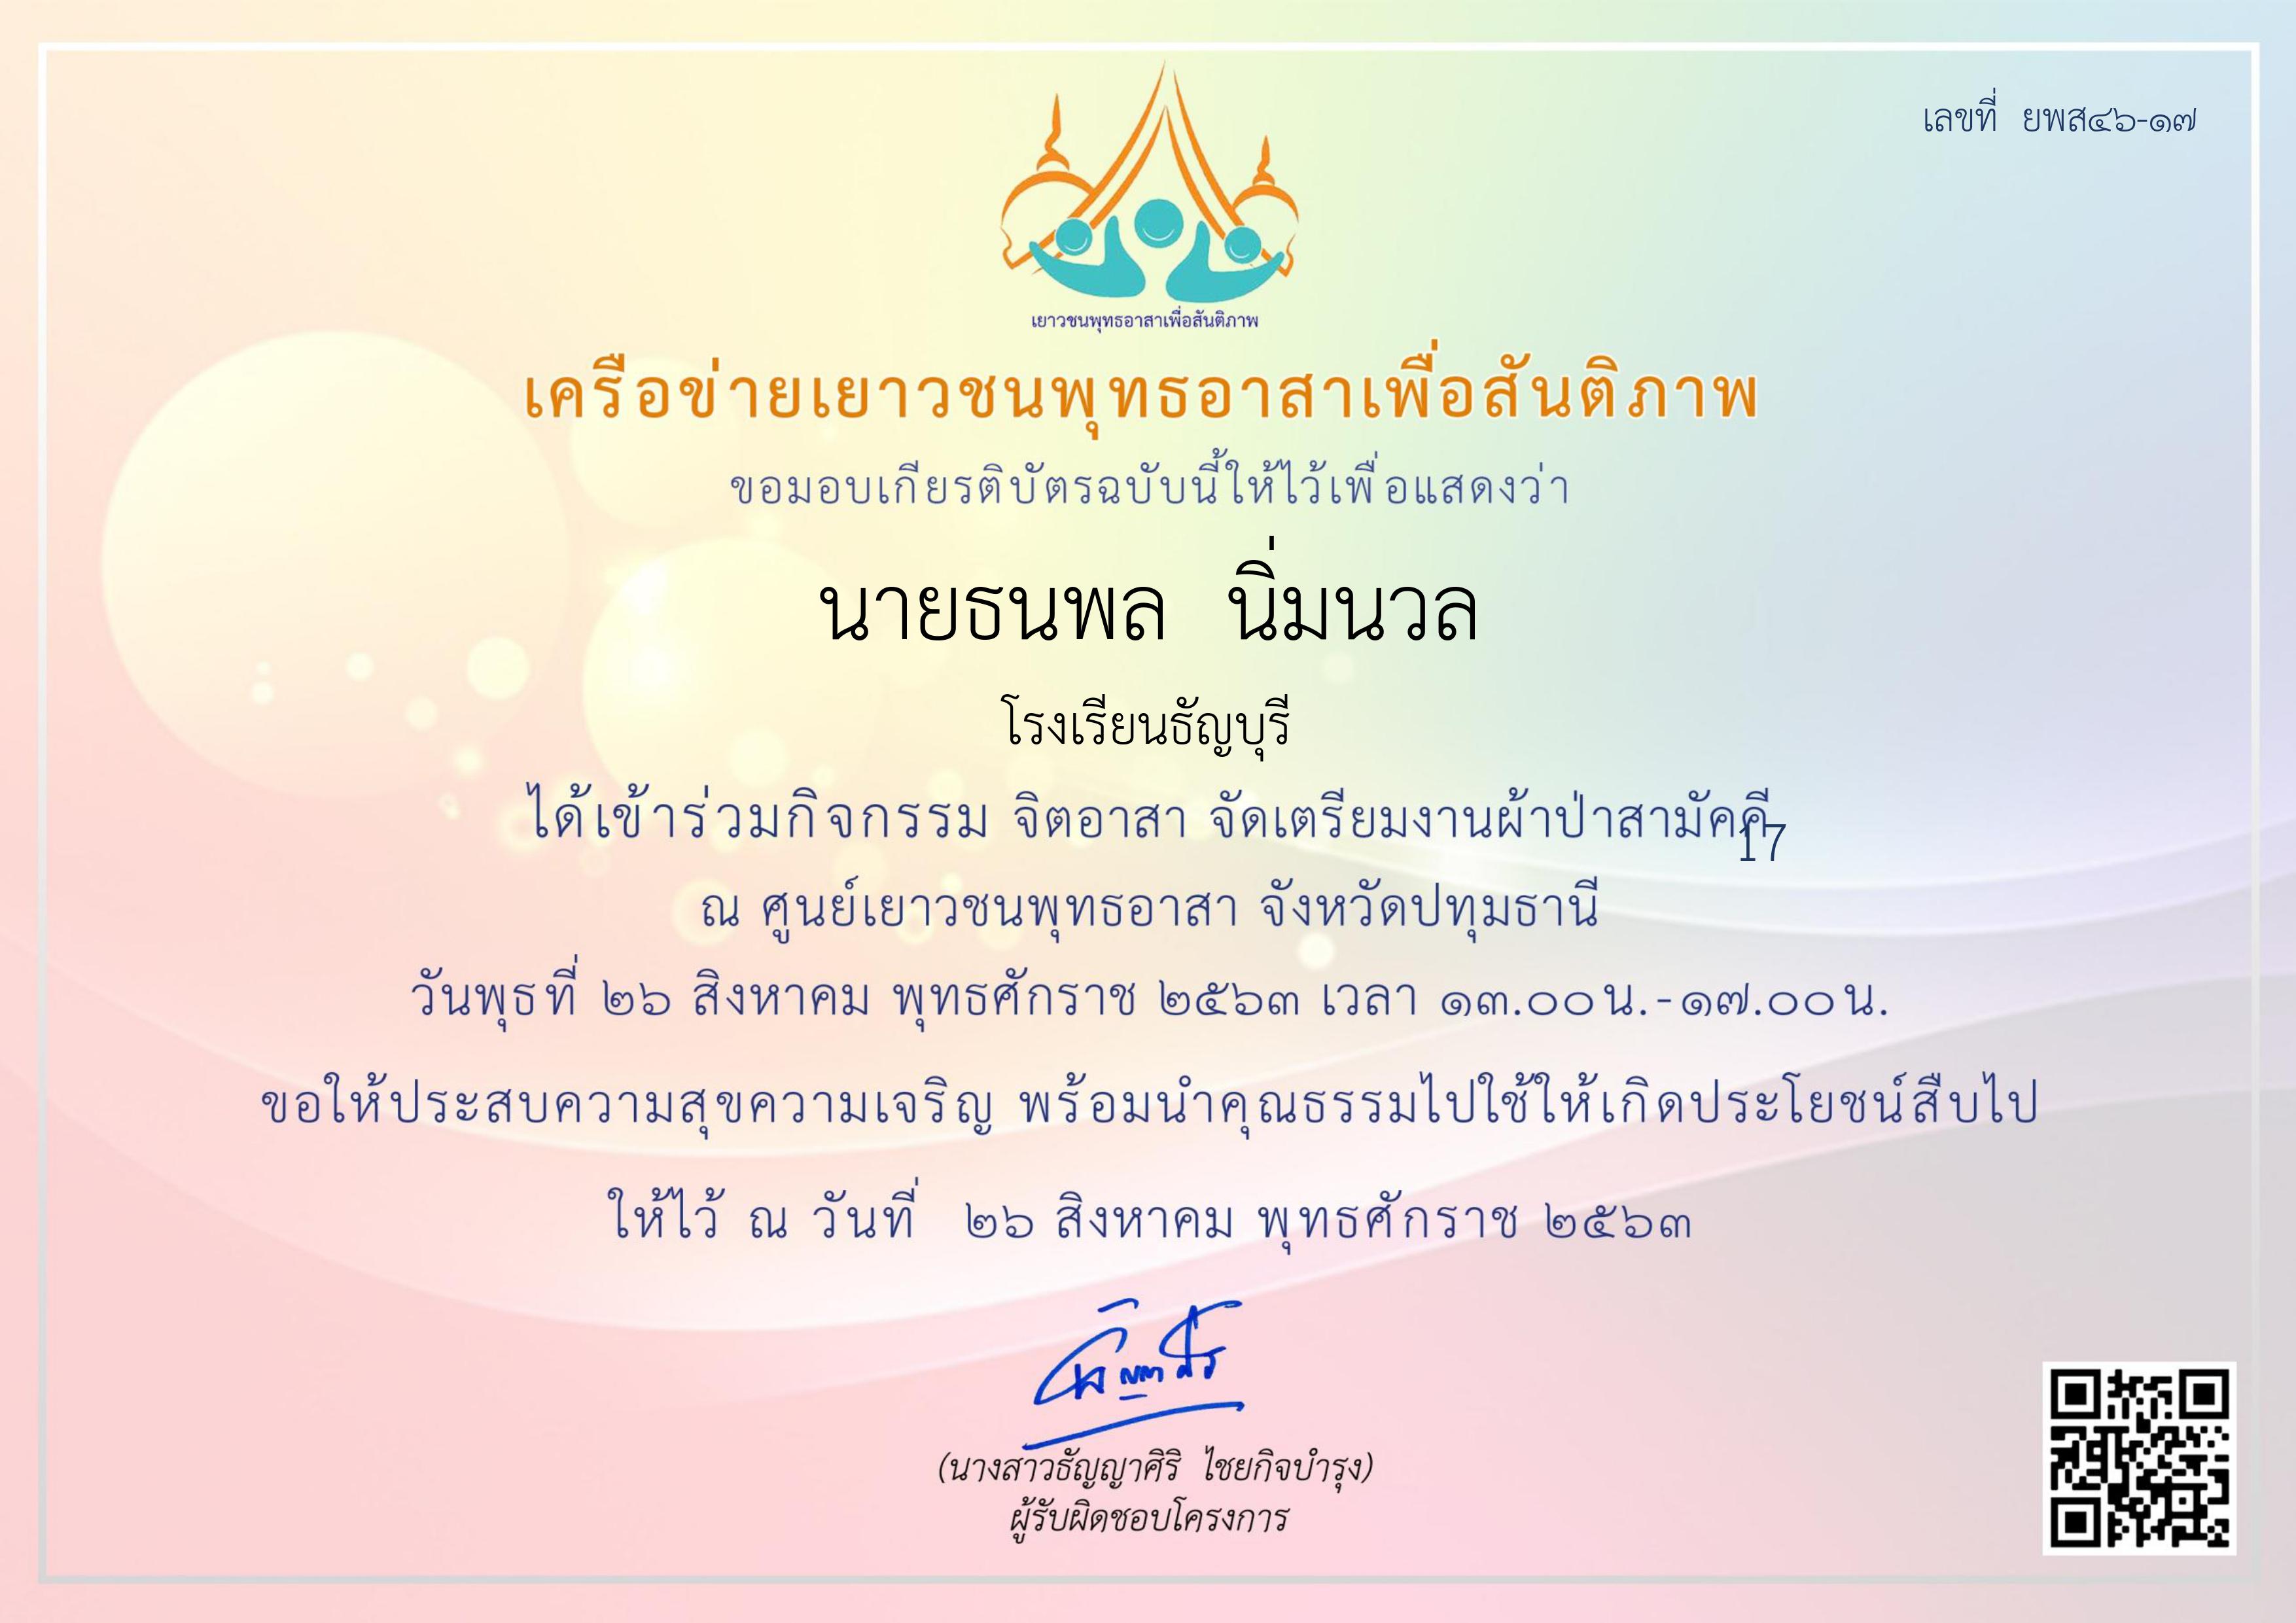 เลขที่ ยพส๔๖-๑๗
เยาวชนพุทธอาสาเพื่อสันติภาพ
เครือข่ายเยาวชนพุทธอาสาเพื่อสันติภาพ
ขอมอบเกียรติบัตรฉบับนี้ให้ไว้เพื่อแสดงว่า
นายธนพล นิ่มนวล
โรงเรียนธัญบุรี
ได้เข้าร่วมกิจกรรม จิตอาสา จัดเตรียมงานผ้าป่าสามัคคี
17
ณ ศูนย์เยาวชนพุทธอาสา จังหวัดปทุมธานี
วันพุธที่ ๒๖ สิงหาคม พุทธศักราช ๒๕๖๓ เวลา ๑๓.๐๐น.-๑๗.๐๐น.
ขอให้ประสบความสุขความเจริญ พร้อมนำคุณธรรมไปใช้ให้เกิดประโยชน์สืบไป
ให้ไว้ ณ วันที่ ๒๖ สิงหาคม พุทธศักราช ๒๕๖๓
(นางสาวธัญญาศิริ ไชยกิจบำรุง)
ผู้รับผิดชอบโครงการ